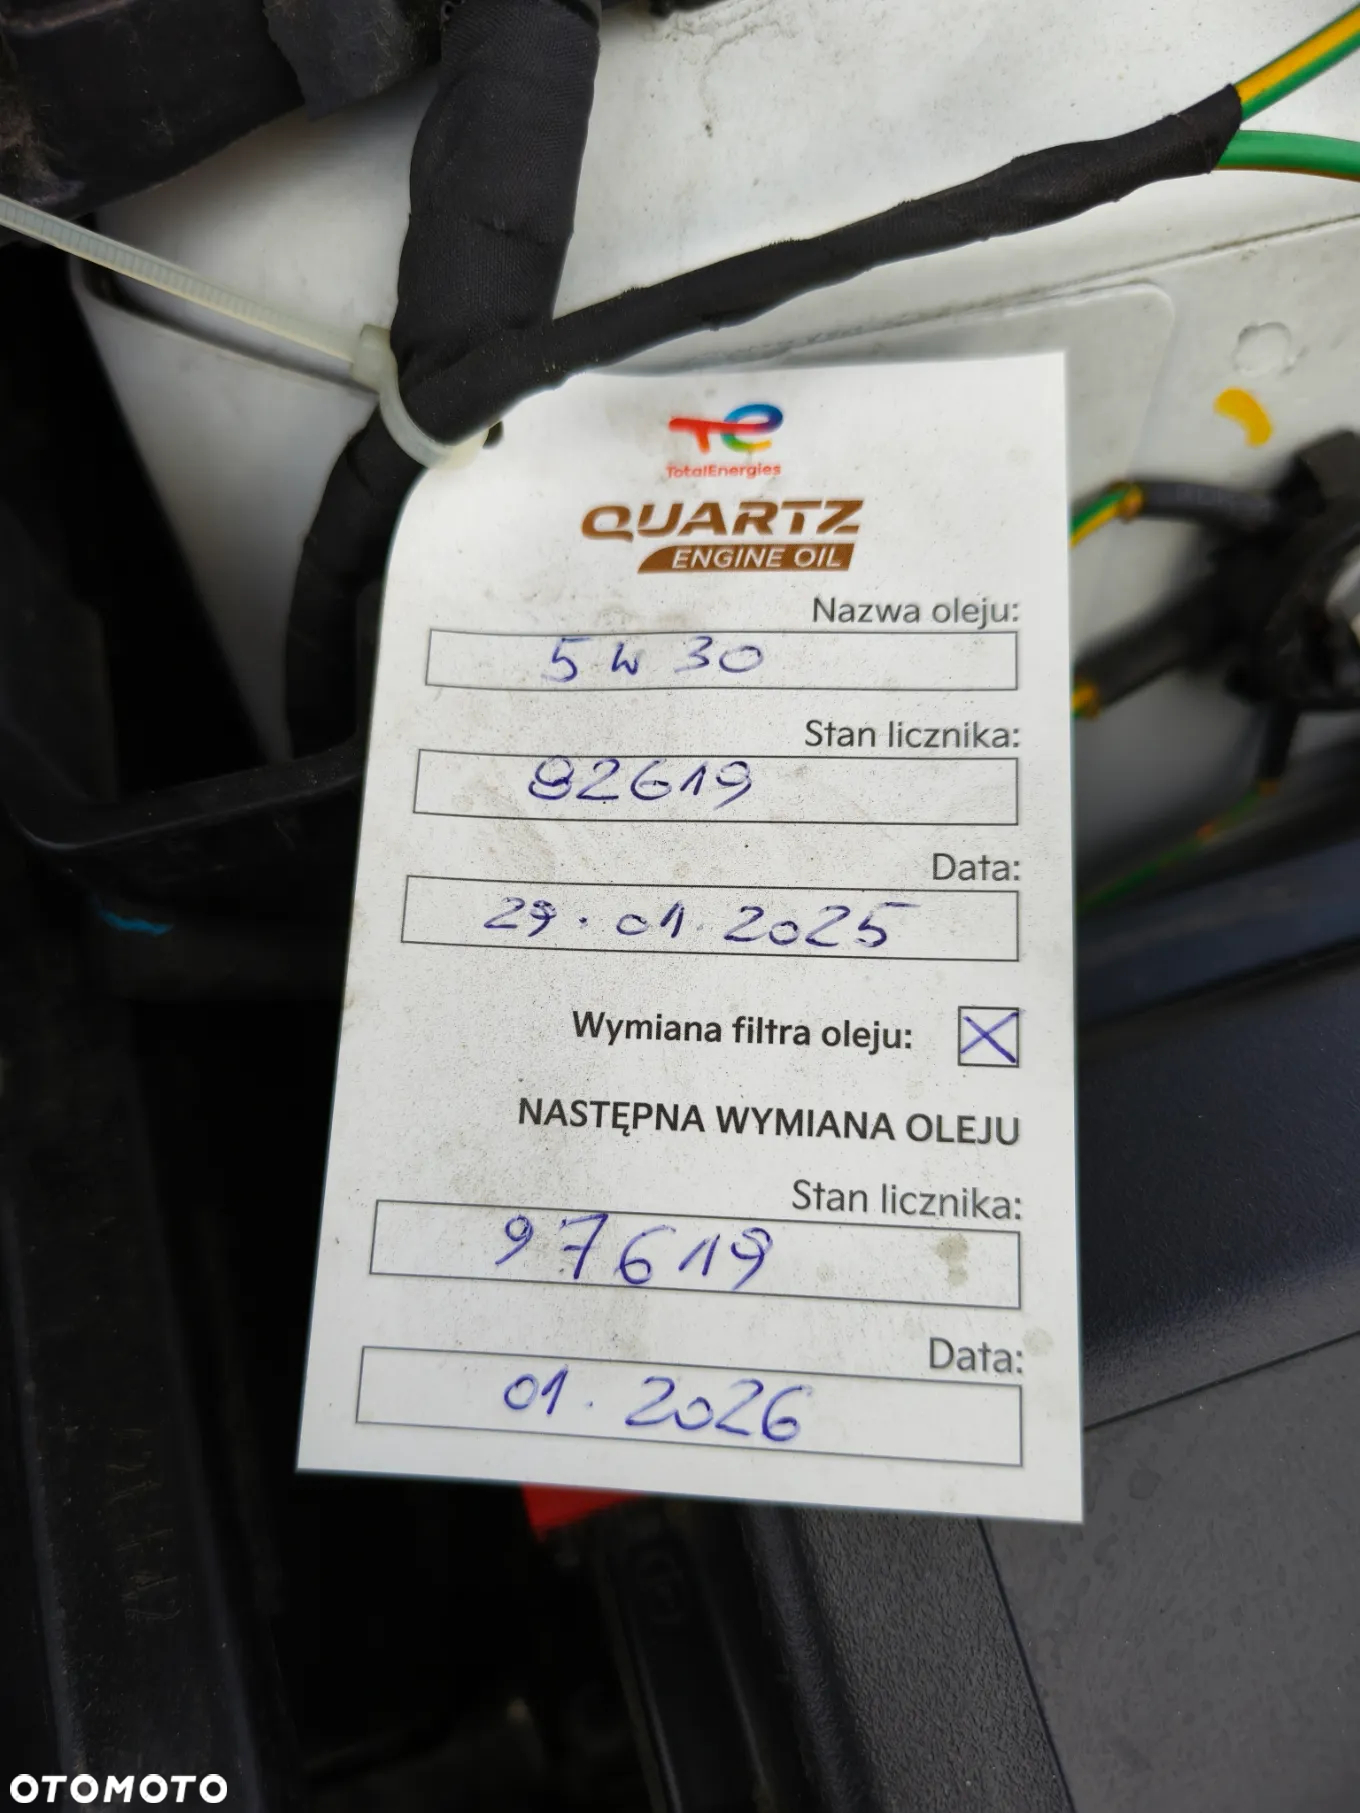 TotalEnergies
QUARTZ
ENGINE OIL
Nazwa oleju:
5W30
Stan licznika:
82619
Data:
29.01.2025
Wymiana filtra oleju: X
NASTĘPNA WYMIANA OLEJU
Stan licznika:
97619
Data:
01.2026
OTOMOTO